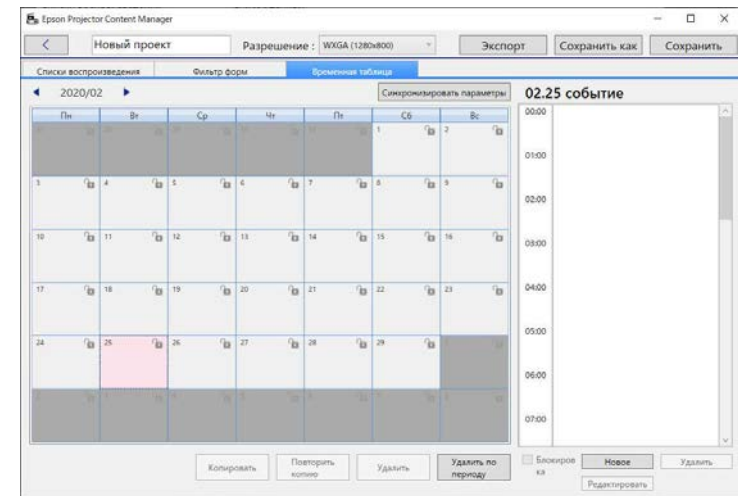 Epson Projector Content Manager
Новый проект Разрешение : WXGA (1280x800) Экспорт Сохранить как Сохранить
Списки воспроизведения Фильтр форм Временная таблица
2020/02 Синхронизировать параметры 02.25 событие
Пн Вт Ср Чт Пт Сб Вс
1 2
3 4 5 6 7 8 9
10 11 12 13 14 15 16
17 18 19 20 21 22 23
24 25 26 27 28 29
00:00
01:00
02:00
03:00
04:00
05:00
06:00
07:00
Копировать Повторить копию Удалить Удалить по периоду Блокиров ка Новое Удалить
Редактировать